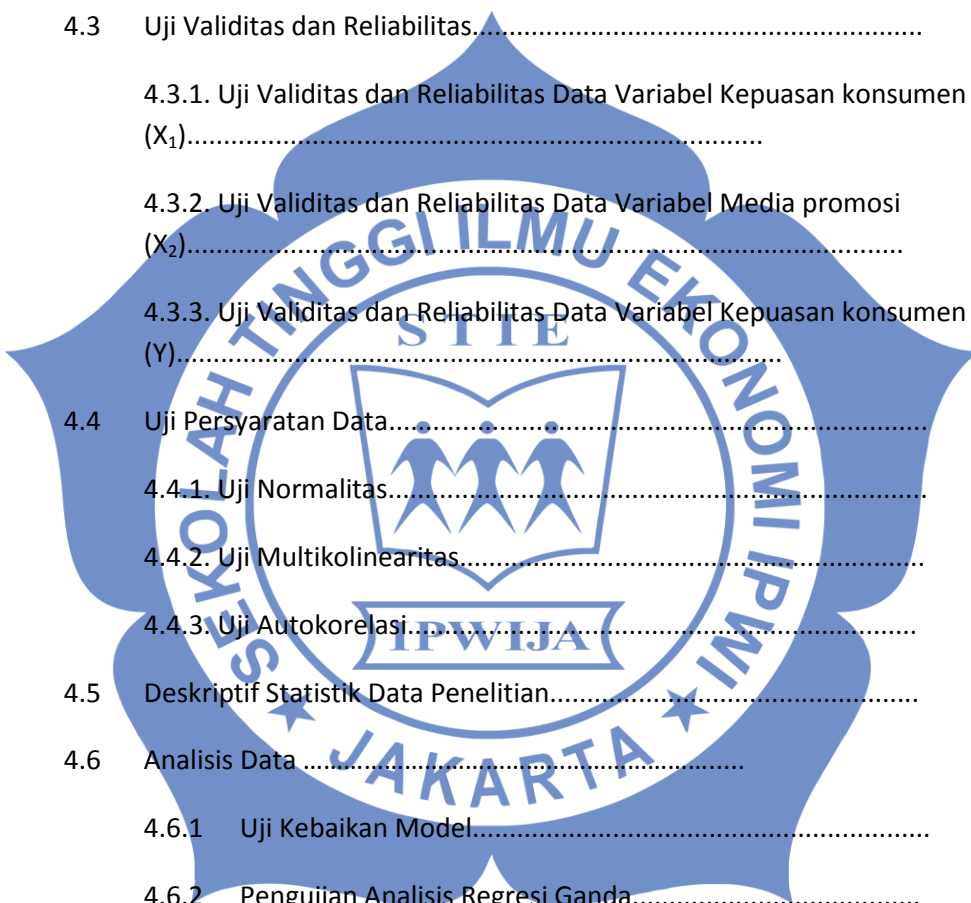 4.3 Uji Validitas dan Reliabilitas.............................................................
4.3.1. Uji Validitas dan Reliabilitas Data Variabel Kepuasan konsumen
(X₁)..............................................................................
4.3.2. Uji Validitas dan Reliabilitas Data Variabel Media promosi
(X₂).................................................................................................
4.3.3. Uji Validitas dan Reliabilitas Data Variabel Kepuasan konsumen
(Y)..................................................................................
4.4 Uji Persyaratan Data.........................................................................
4.4.1. Uji Normalitas.........................................................................
4.4.2. Uji Multikolinearitas...............................................................
4.4.3. Uji Autokorelasi.....................................................................
4.5 Deskriptif Statistik Data Penelitian..................................................
4.6 Analisis Data ............................................................
4.6.1 Uji Kebaikan Model..............................................................
4.6.2 Pengujian Analisis Regresi Ganda.......................................
SEKOLAH TINGGI ILMU EKONOMI IPWI
JAKARTA
STIE
IPWIJA